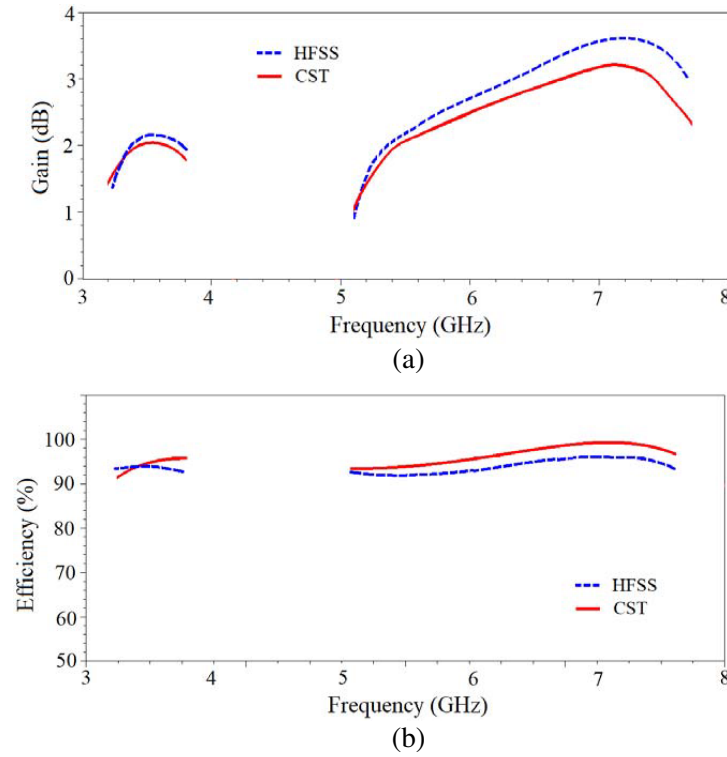 4
3
2
1
0
Gain (dB)
HFSS
CST
3 4 5 6 7 8
Frequency (GHz)
(a)
100
90
80
70
60
50
Efficiency (%)
HFSS
CST
3 4 5 6 7 8
Frequency (GHz)
(b)